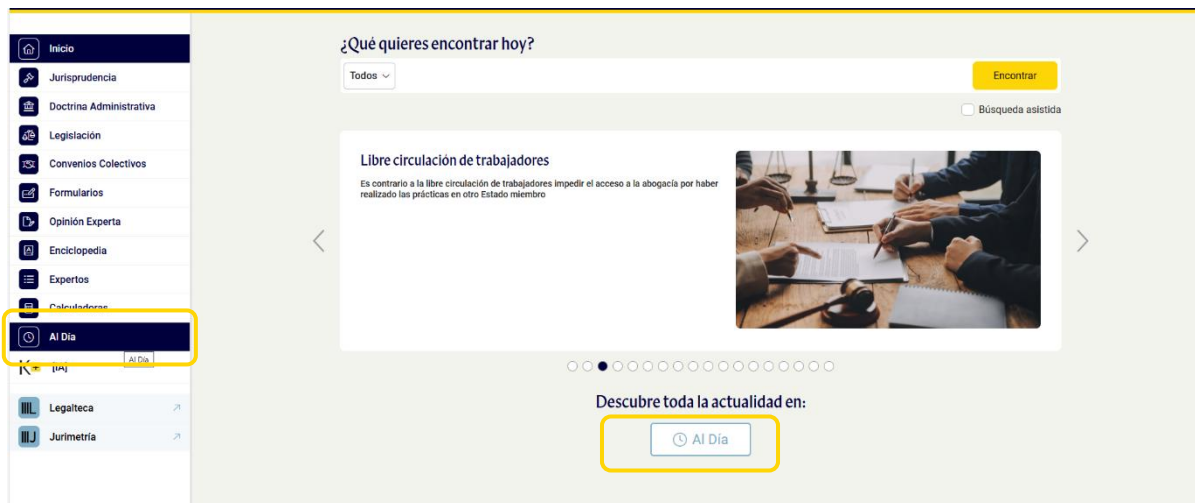 Inicio
Jurisprudencia
Doctrina Administrativa
Legislación
Convenios Colectivos
Formularios
Opinión Experta
Enciclopedia
Expertos
Calculadoras
Al Día
Al Día
K+ [IA]
Legalteca
Jurimetría
¿Qué quieres encontrar hoy?
Todos
Encontrar
Búsqueda asistida
Libre circulación de trabajadores
Es contrario a la libre circulación de trabajadores impedir el acceso a la abogacía por haber
realizado las prácticas en otro Estado miembro
Descubre toda la actualidad en:
Al Día